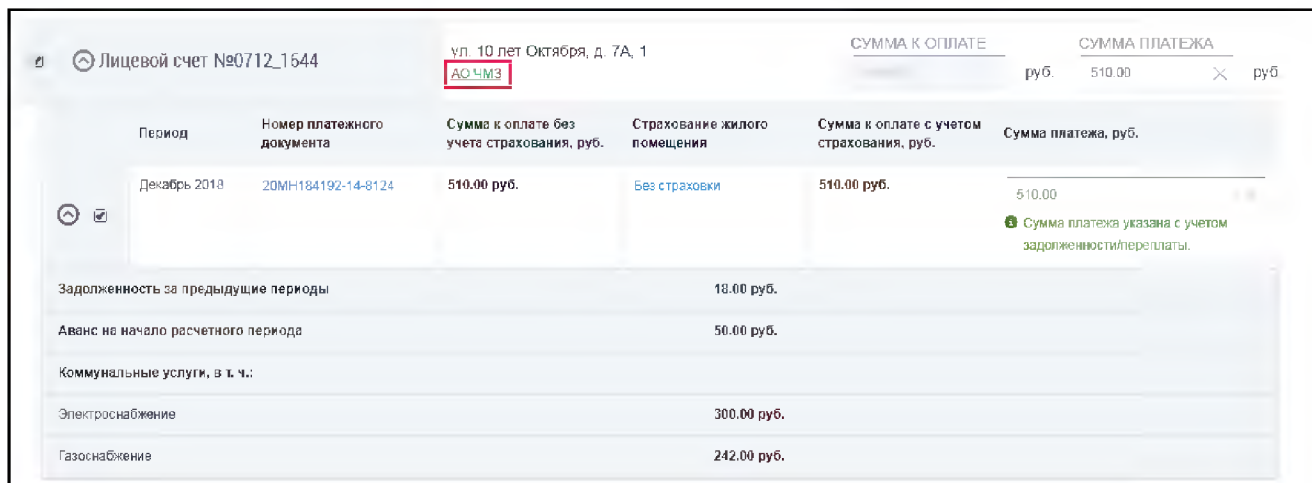 Лицевой счет №0712_1644
ул. 10 лет Октября, д. 7А, 1
АО ЧМЗ
СУММА К ОПЛАТЕ
руб.
СУММА ПЛАТЕЖА
510.00
руб
Период
Номер платежного документа
Сумма к оплате без учета страхования, руб.
Страхование жилого помещения
Сумма к оплате с учетом страхования, руб.
Сумма платежа, руб.
Декабрь 2018
20МН184192-14-8124
510.00 руб.
Без страховки
510.00 руб.
510.00
Сумма платежа указана с учетом
задолженности/переплаты.
Задолженность за предыдущие периоды
18.00 руб.
Аванс на начало расчетного периода
50.00 руб.
Коммунальные услуги, в т. ч.:
Электроснабжение
300.00 руб.
Газоснабжение
242.00 руб.